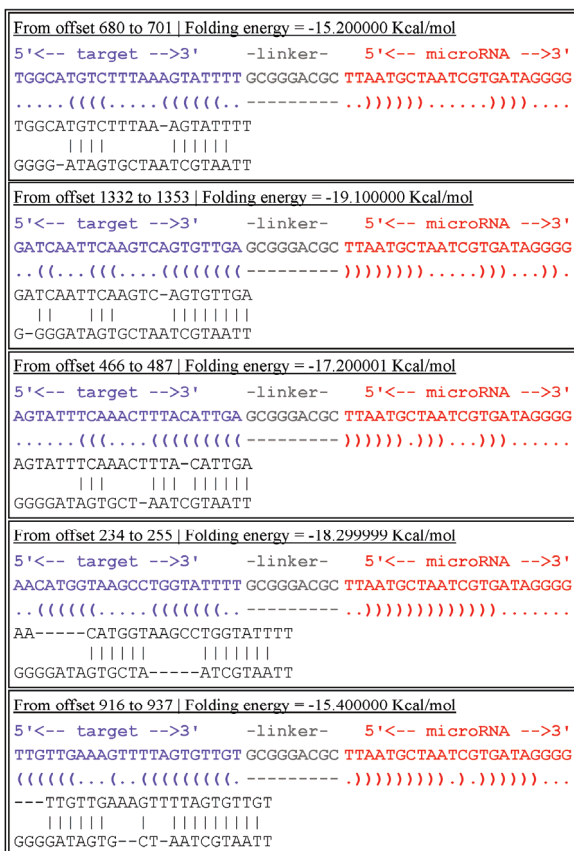 From offset 680 to 701 | Folding energy = -15.200000 Kcal/mol
5'<-- target -->3' -linker- 5'<-- microRNA -->3'
TGGCATGTCTTTAAAGTATTTT GCGGGACGC TTAATGCTAATCGTGATAGGGG
.....((((.....((((((.. --------- ..))))))......))))....
TGGCATGTCTTTAA-AGTATTTT
     ||||     ||||||
GGGG-ATAGTGCTAATCGTAATT
From offset 1332 to 1353 | Folding energy = -19.100000 Kcal/mol
5'<-- target -->3' -linker- 5'<-- microRNA -->3'
GATCAATTCAAGTCAGTGTTGA GCGGGACGC TTAATGCTAATCGTGATAGGGG
..((...(((....(((((((( --------- )))))))).....)))...)).
GATCAATTCAAGTC-AGTGTTGA
  ||   |||     ||||||||
G-GGGATAGTGCTAATCGTAATT
From offset 466 to 487 | Folding energy = -17.200001 Kcal/mol
5'<-- target -->3' -linker- 5'<-- microRNA -->3'
AGTATTTCAAACTTTACATTGA GCGGGACGC TTAATGCTAATCGTGATAGGGG
......(((....((((((((( --------- )))))).)))...)))......
AGTATTTCAAACTTTA-CATTGA
      |||    ||| ||||||
GGGGATAGTGCT-AATCGTAATT
From offset 234 to 255 | Folding energy = -18.299999 Kcal/mol
5'<-- target -->3' -linker- 5'<-- microRNA -->3'
AACATGGTAAGCCTGGTATTTT GCGGGACGC TTAATGCTAATCGTGATAGGGG
..((((((.....(((((((.. --------- ..))))))))))))).......
AA-----CATGGTAAGCCTGGTATTTT
       ||||||     |||||||
GGGGATAGTGCTA-----ATCGTAATT
From offset 916 to 937 | Folding energy = -15.400000 Kcal/mol
5'<-- target -->3' -linker- 5'<-- microRNA -->3'
TTGTTGAAAGTTTTAGTGTTGT GCGGGACGC TTAATGCTAATCGTGATAGGGG
((((((...(..(((((((((. --------- .))))))))).).))))))...
---TTGTTGAAAGTTTTAGTGTTGT
   ||||||   |  |||||||||
GGGGATAGTG--CT-AATCGTAATT